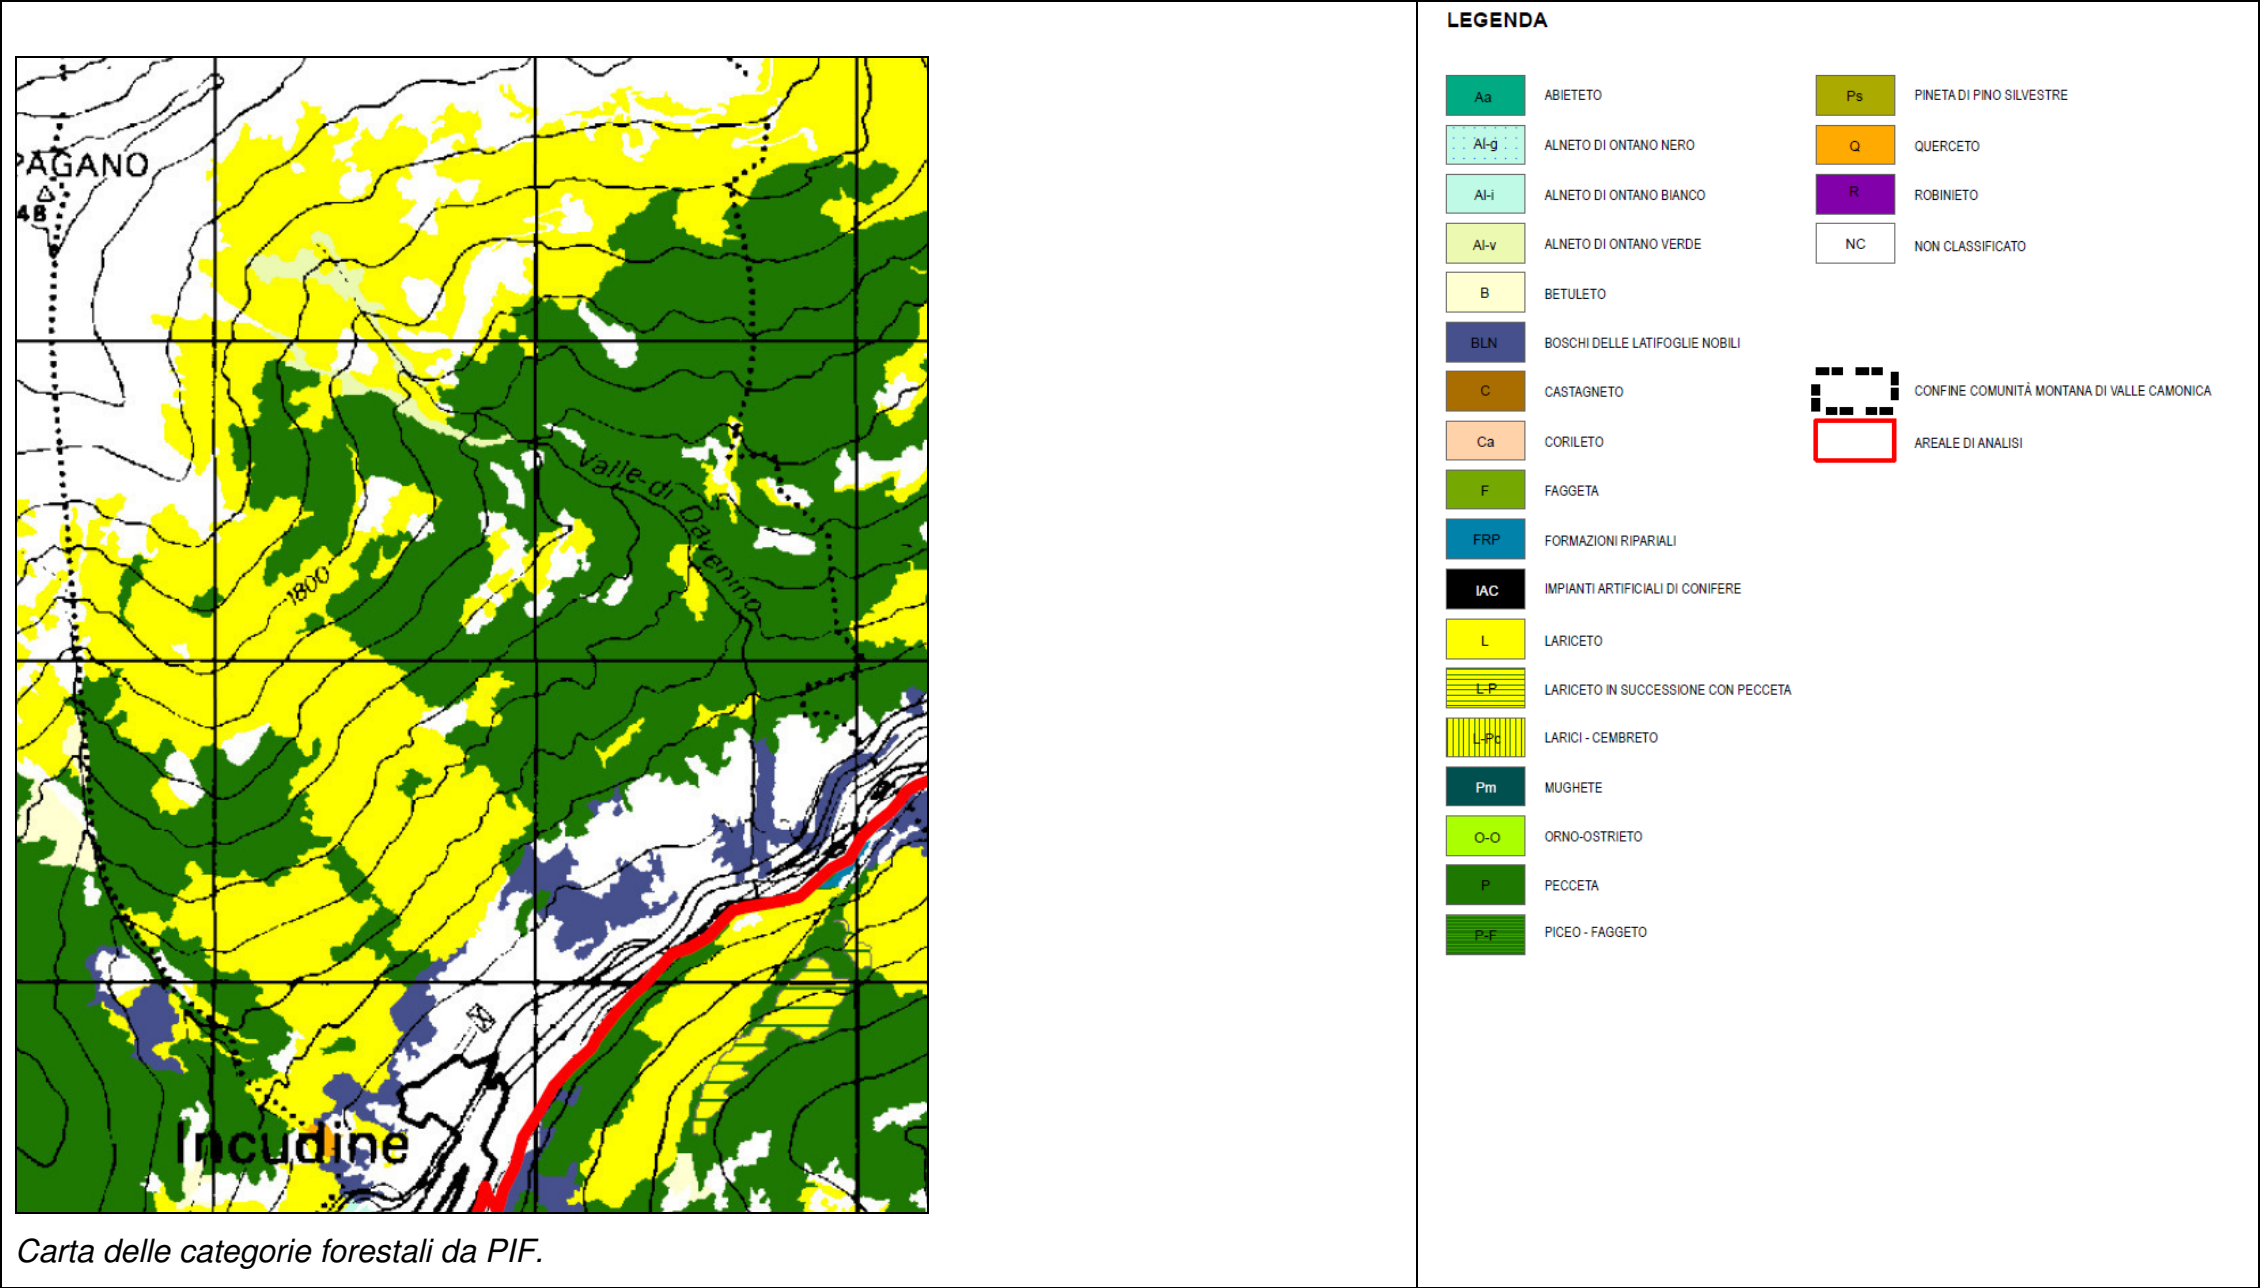 PAGANO
48
1800
Valle di Davenino
Incudine
Carta delle categorie forestali da PIF.
LEGENDA
Aa ABIETETO
Al-g ALNETO DI ONTANO NERO
Al-i ALNETO DI ONTANO BIANCO
Al-v ALNETO DI ONTANO VERDE
B BETULETO
BLN BOSCHI DELLE LATIFOGLIE NOBILI
C CASTAGNETO
Ca CORILETO
F FAGGETA
FRP FORMAZIONI RIPARIALI
IAC IMPIANTI ARTIFICIALI DI CONIFERE
L LARICETO
L-P LARICETO IN SUCCESSIONE CON PECCETA
L-Pc LARICI - CEMBRETO
Pm MUGHETE
O-O ORNO-OSTRIETO
P PECCETA
P-F PICEO - FAGGETO
Ps PINETA DI PINO SILVESTRE
Q QUERCETO
R ROBINIETO
NC NON CLASSIFICATO
CONFINE COMUNITÀ MONTANA DI VALLE CAMONICA
AREALE DI ANALISI